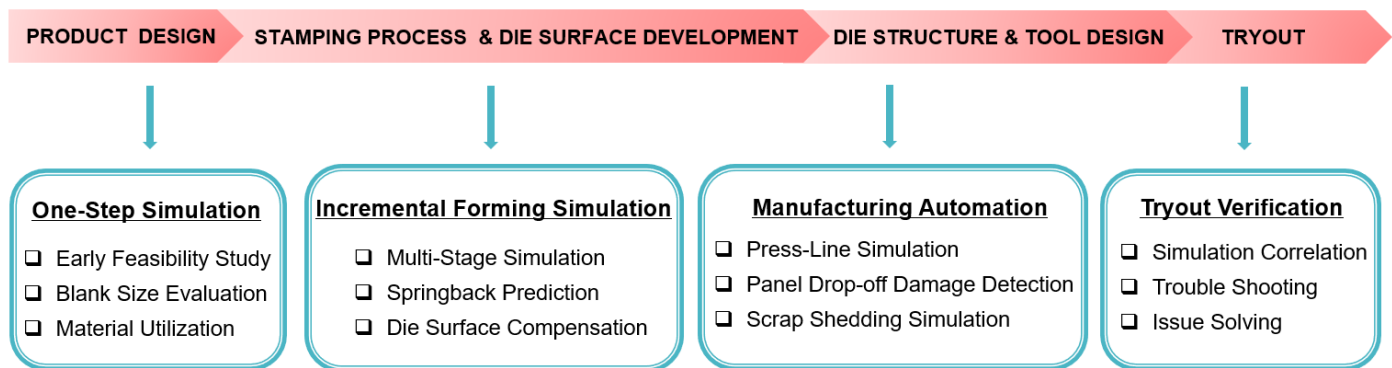 PRODUCT DESIGN
STAMPING PROCESS & DIE SURFACE DEVELOPMENT
DIE STRUCTURE & TOOL DESIGN
TRYOUT
One-Step Simulation
Early Feasibility Study
Blank Size Evaluation
Material Utilization
Incremental Forming Simulation
Multi-Stage Simulation
Springback Prediction
Die Surface Compensation
Manufacturing Automation
Press-Line Simulation
Panel Drop-off Damage Detection
Scrap Shedding Simulation
Tryout Verification
Simulation Correlation
Trouble Shooting
Issue Solving